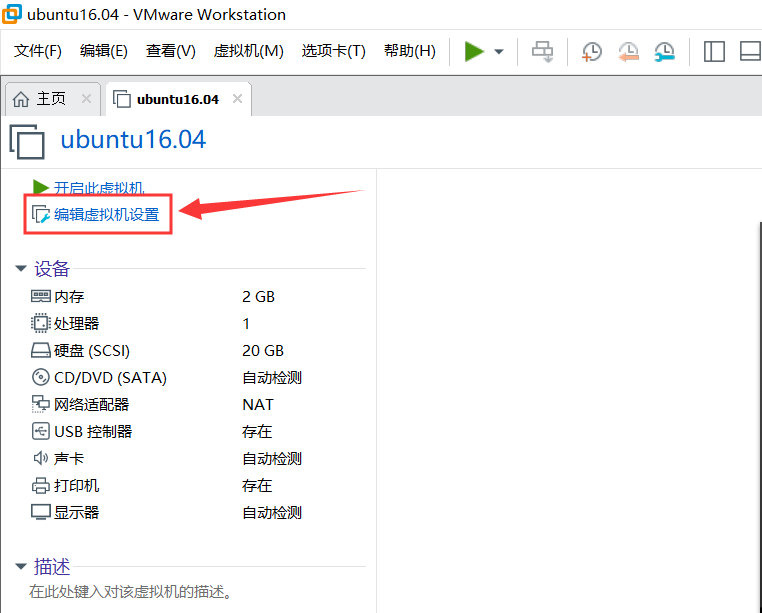 ubuntu16.04 - VMware Workstation
文件(F) 编辑(E) 查看(V) 虚拟机(M) 选项卡(T) 帮助(H)
主页 ubuntu16.04
ubuntu16.04
开启此虚拟机
编辑虚拟机设置
设备
内存 2 GB
处理器 1
硬盘 (SCSI) 20 GB
CD/DVD (SATA) 自动检测
网络适配器 NAT
USB 控制器 存在
声卡 自动检测
打印机 存在
显示器 自动检测
描述
在此处键入对该虚拟机的描述。